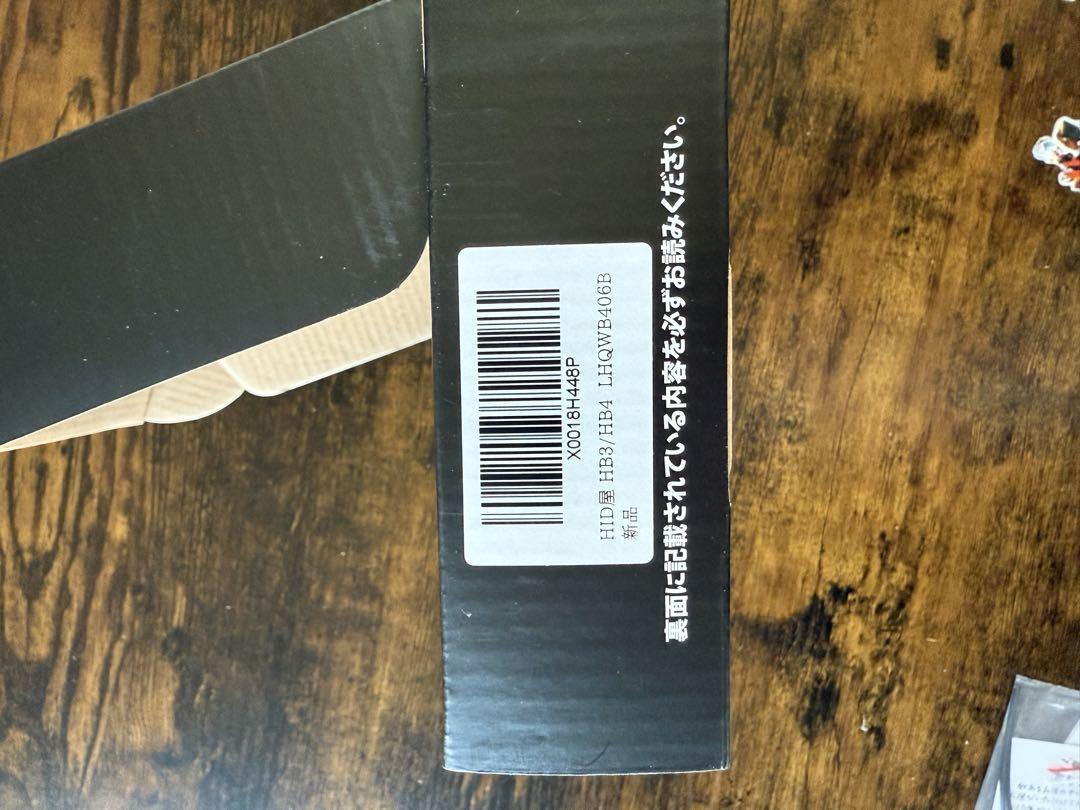 X0018H448P
HID屋 HB3/HB4 LHQWB406B
新品
裏面に記載されている内容を必ずお読みください。